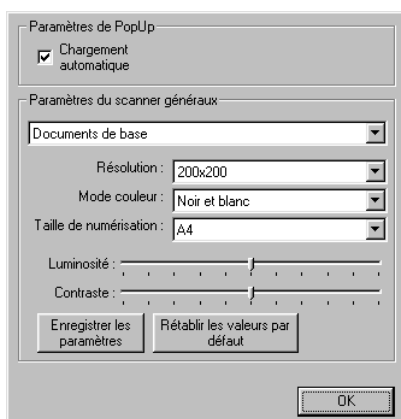 Paramètres de PopUp
Chargement
automatique
Paramètres du scanner généraux
Documents de base
Résolution : 200x200
Mode couleur : Noir et blanc
Taille de numérisation : A4
Luminosité :
Contraste :
Enregistrer les
paramètres
Rétablir les valeurs par
défaut
OK